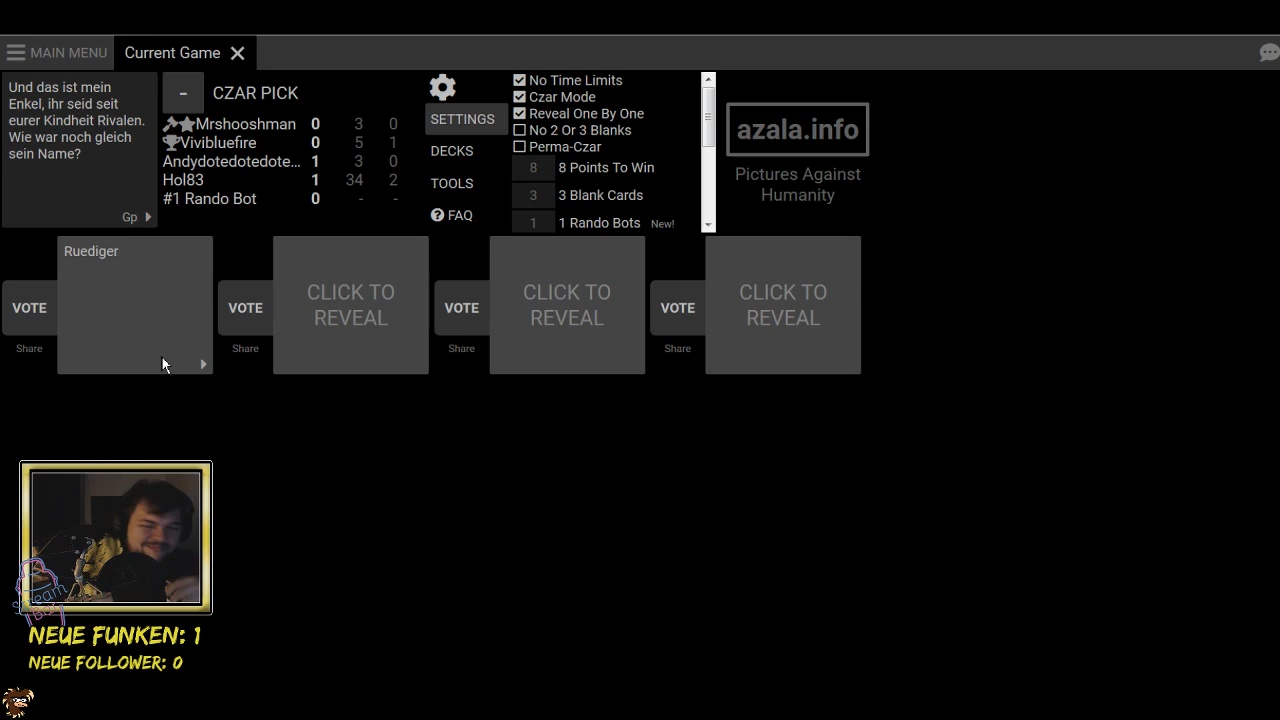 MAIN MENU
Current Game
Und das ist mein
Enkel, ihr seid seit
eurer Kindheit Rivalen.
Wie war noch gleich
sein Name?
Gp
- CZAR PICK
Mrshooshman 0 3 0
Vivibluefire 0 5 1
Andydotedotedote... 1 3 0
Hol83 1 34 2
#1 Rando Bot 0 - -
SETTINGS
DECKS
TOOLS
FAQ
No Time Limits
Czar Mode
Reveal One By One
No 2 Or 3 Blanks
Perma-Czar
8 8 Points To Win
3 3 Blank Cards
1 1 Rando Bots New!
azala.info
Pictures Against
Humanity
VOTE
Share
Ruediger
VOTE
Share
CLICK TO
REVEAL
VOTE
Share
CLICK TO
REVEAL
VOTE
Share
CLICK TO
REVEAL
Stream
NEUE FUNKEN: 1
NEUE FOLLOWER: 0